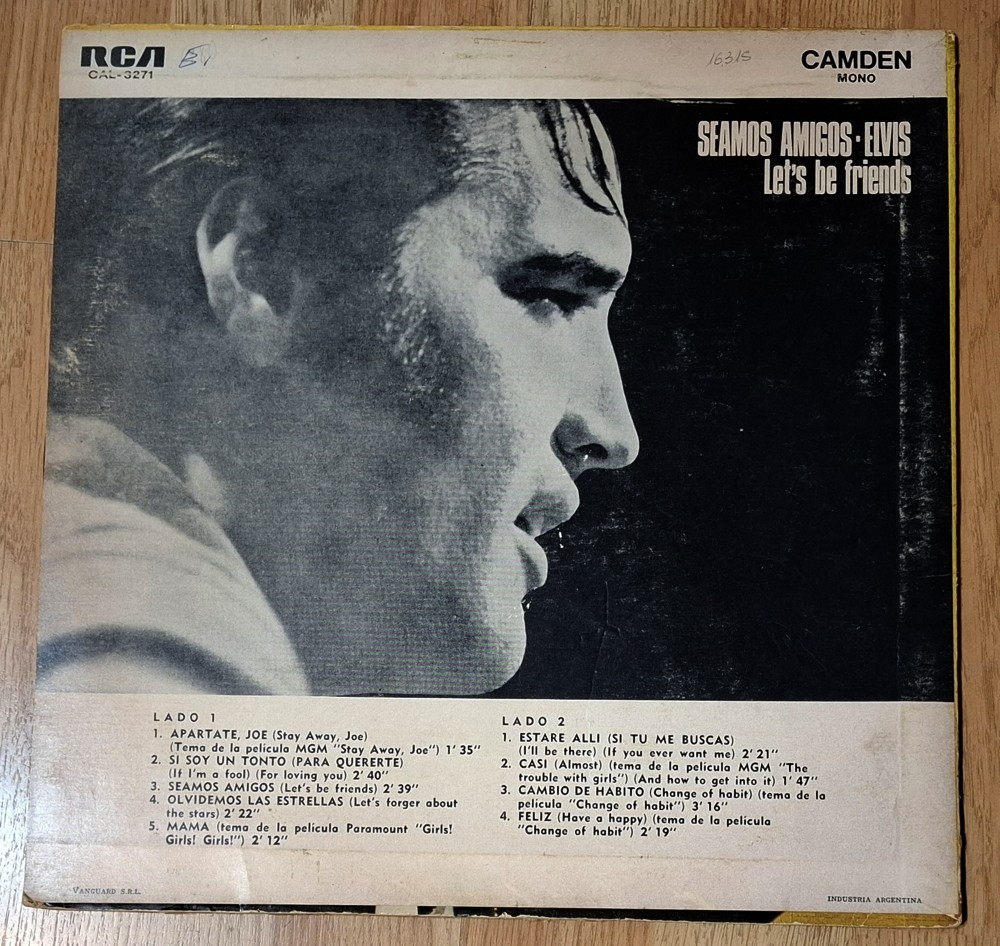 RCA
CAL-3271
16315
CAMDEN
MONO
SEAMOS AMIGOS·ELVIS
Let's be friends
LADO 1
1. APARTATE, JOE (Stay Away, Joe)
(Tema de la película MGM "Stay Away, Joe") 1' 35"
2. SI SOY UN TONTO (PARA QUERERTE)
(If I'm a fool) (For loving you) 2' 40"
3. SEAMOS AMIGOS (Let's be friends) 2' 39"
4. OLVIDEMOS LAS ESTRELLAS (Let's forger about
the stars) 2' 22"
5. MAMA (tema de la película Paramount "Girls!
Girls! Girls!") 2' 12"
LADO 2
1. ESTARE ALLI (SI TU ME BUSCAS)
(I'll be there) (If you ever want me) 2' 21"
2. CASI (Almost) (tema de la película MGM "The
trouble with girls") (And how to get into it) 1' 47"
3. CAMBIO DE HABITO (Change of habit) (tema de la
película "Change of habit") 3' 16"
4. FELIZ (Have a happy) (tema de la película
"Change of habit") 2' 19"
VANGUARD S.R.L.
INDUSTRIA ARGENTINA